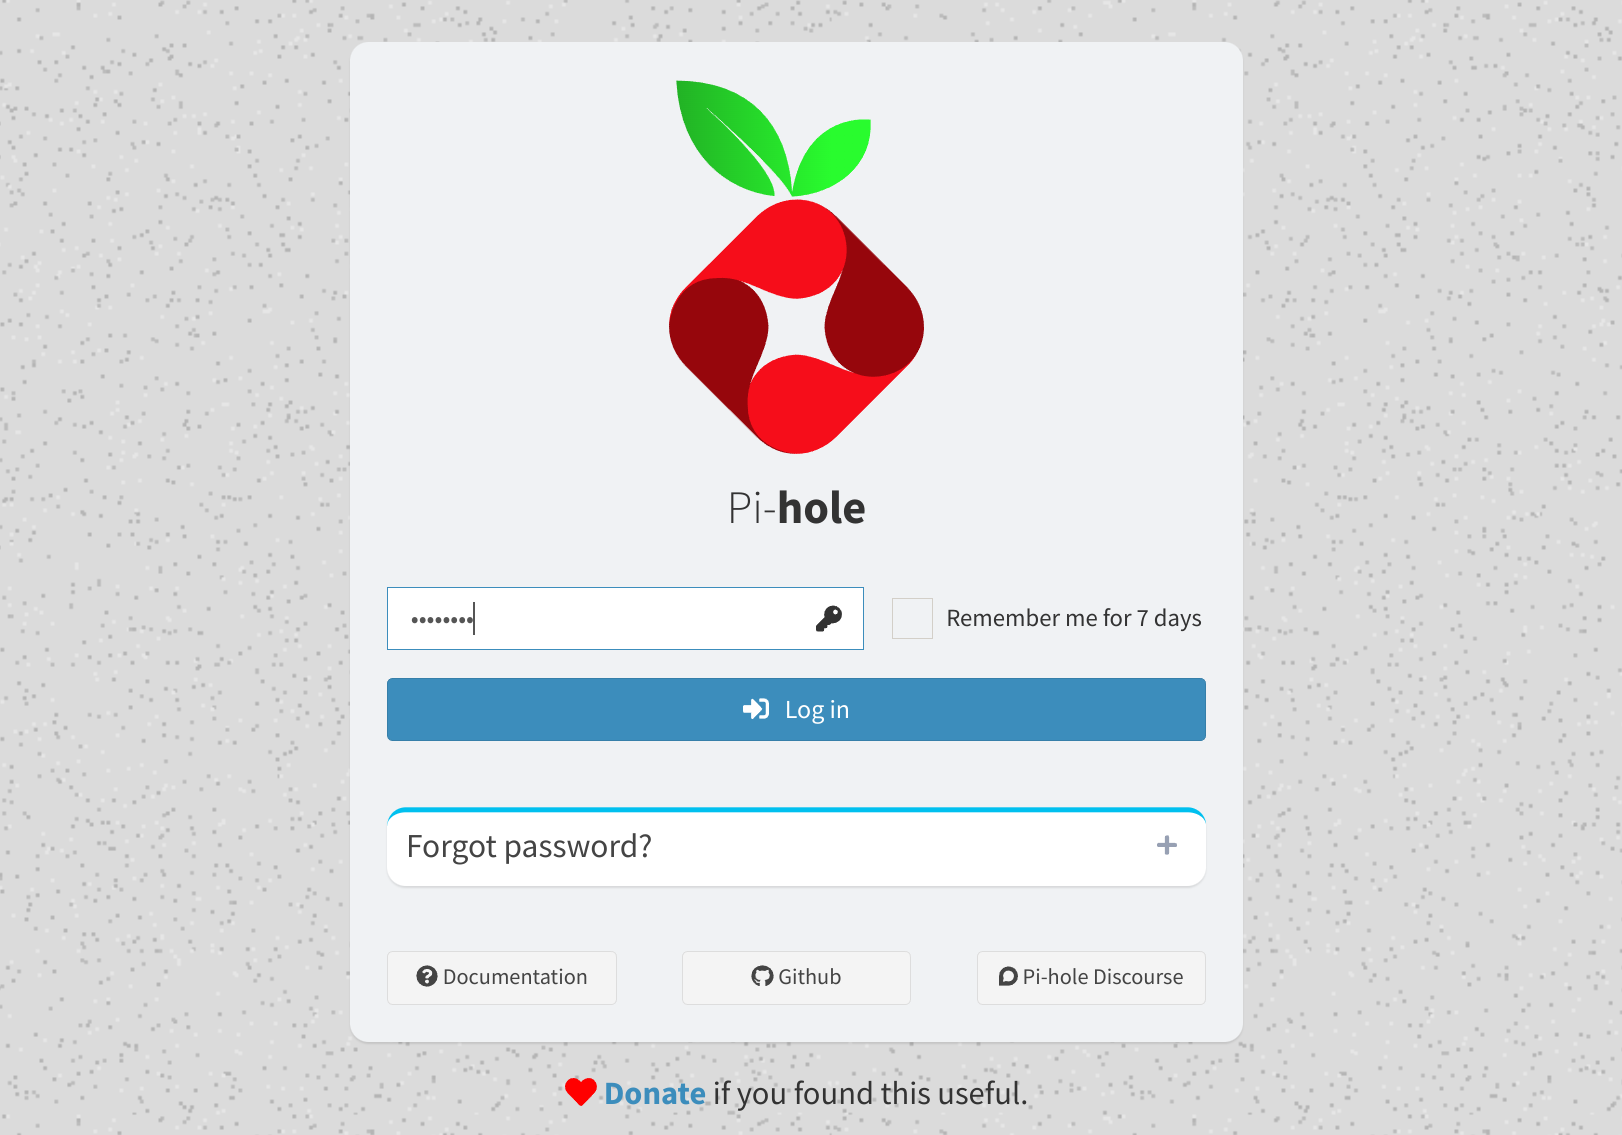 Pi-hole
••••••••
Remember me for 7 days
Log in
Forgot password?
Documentation
Github
Pi-hole Discourse
Donate if you found this useful.